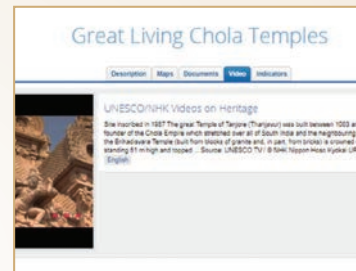 Great Living Chola Temples
Description Maps Documents Video Indicators
UNESCO/NHK Videos on Heritage
Site inscribed in 1987 The great Temple of Tanjore (Thanjavur) was built between 1003 a
founder of the Chola Empire which stretched over all of South India and the neighbouring
the Brihadisvara Temple (built from blocks of granite and, in part, from bricks) is crowned
standing 61 m high and topped ... Source: UNESCO TV / © NHK Nippon Hoso Kyokai
English